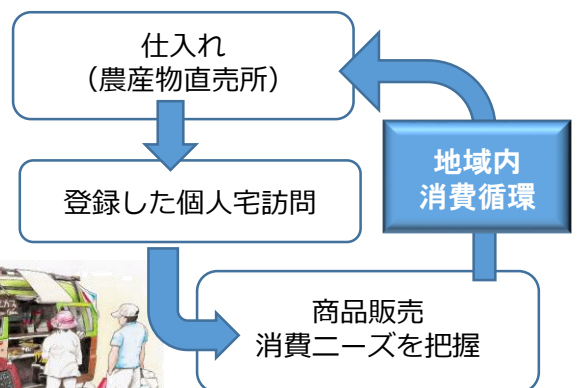 仕入れ
（農産物直売所）
地域内
消費循環
登録した個人宅訪問
商品販売
消費ニーズを把握